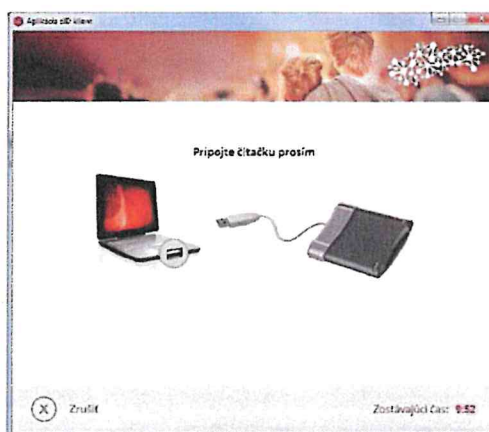 Aplikácia eID klient
Pripojte čítačku prosím
X
Zrušiť
Zostávajúci čas: 9:52